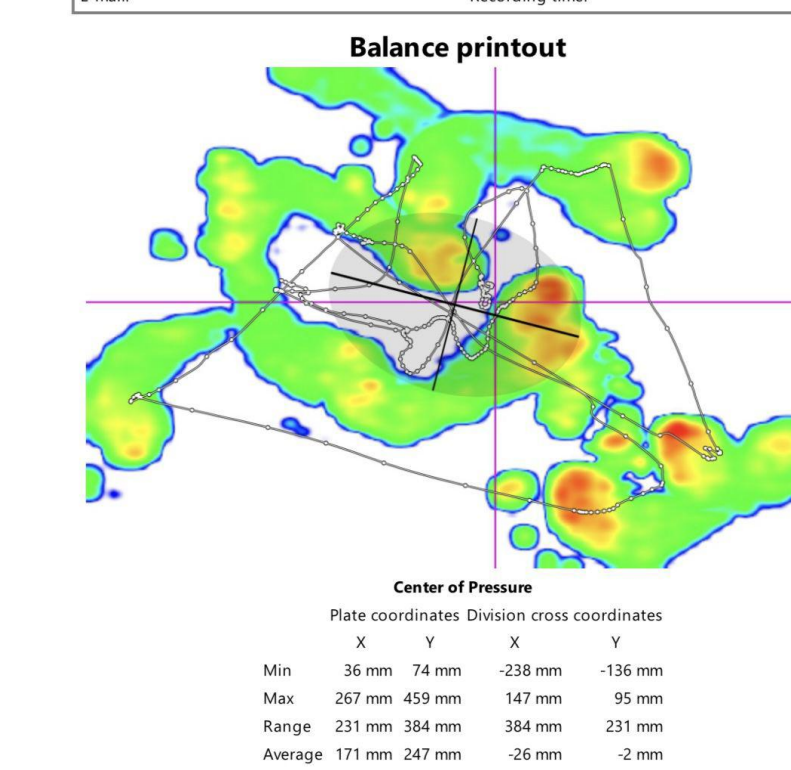 Balance printout
Center of Pressure
Plate coordinates Division cross coordinates
X Y X Y
Min 36 mm 74 mm -238 mm -136 mm
Max 267 mm 459 mm 147 mm 95 mm
Range 231 mm 384 mm 384 mm 231 mm
Average 171 mm 247 mm -26 mm -2 mm